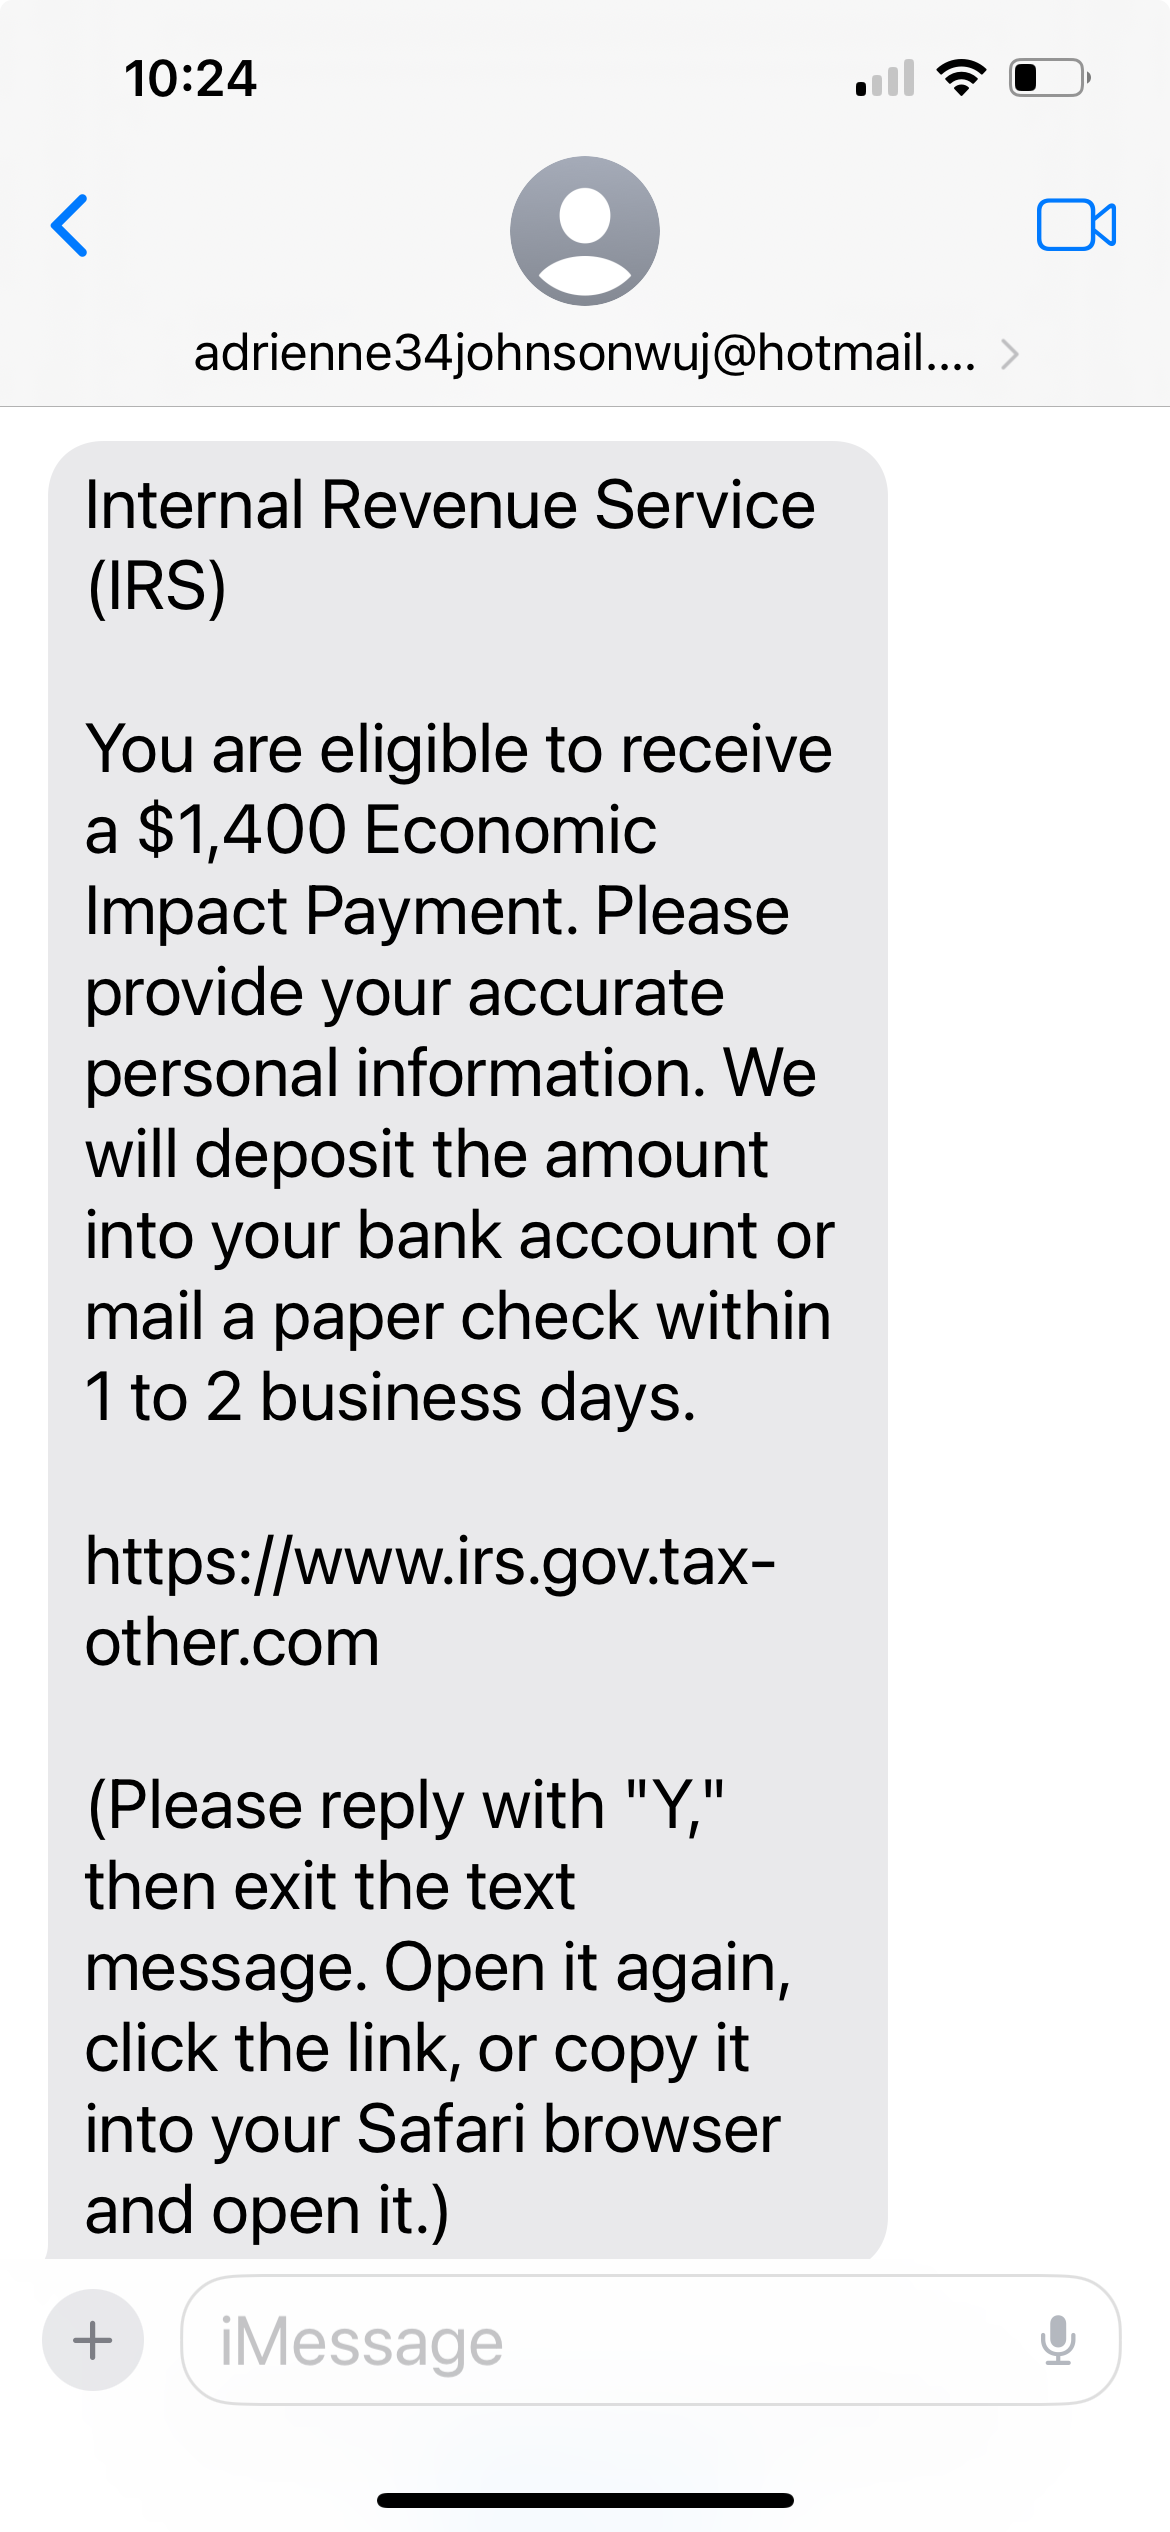 10:24
adrienne34johnsonwuj@hotmail....
Internal Revenue Service
(IRS)
You are eligible to receive
a $1,400 Economic
Impact Payment. Please
provide your accurate
personal information. We
will deposit the amount
into your bank account or
mail a paper check within
1 to 2 business days.
https://www.irs.gov.tax-
other.com
(Please reply with "Y,"
then exit the text
message. Open it again,
click the link, or copy it
into your Safari browser
and open it.)
iMessage